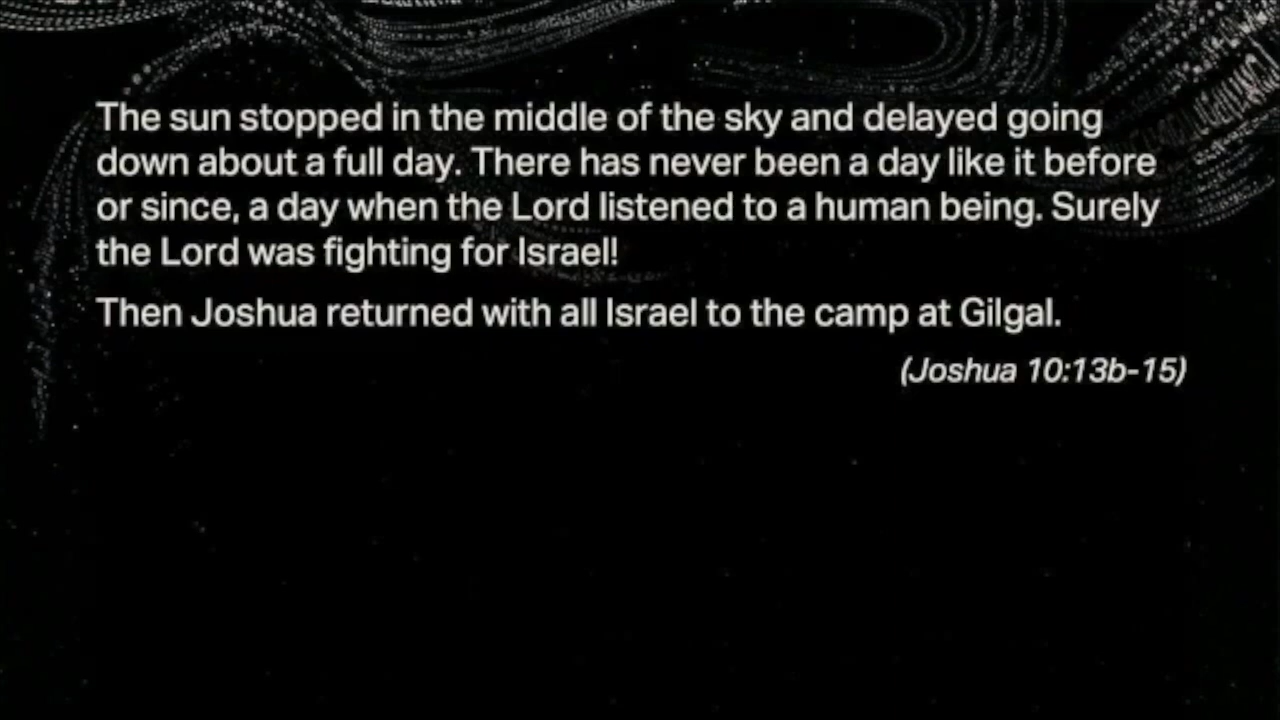 The sun stopped in the middle of the sky and delayed going
down about a full day. There has never been a day like it before
or since, a day when the Lord listened to a human being. Surely
the Lord was fighting for Israel!
Then Joshua returned with all Israel to the camp at Gilgal.
(Joshua 10:13b-15)